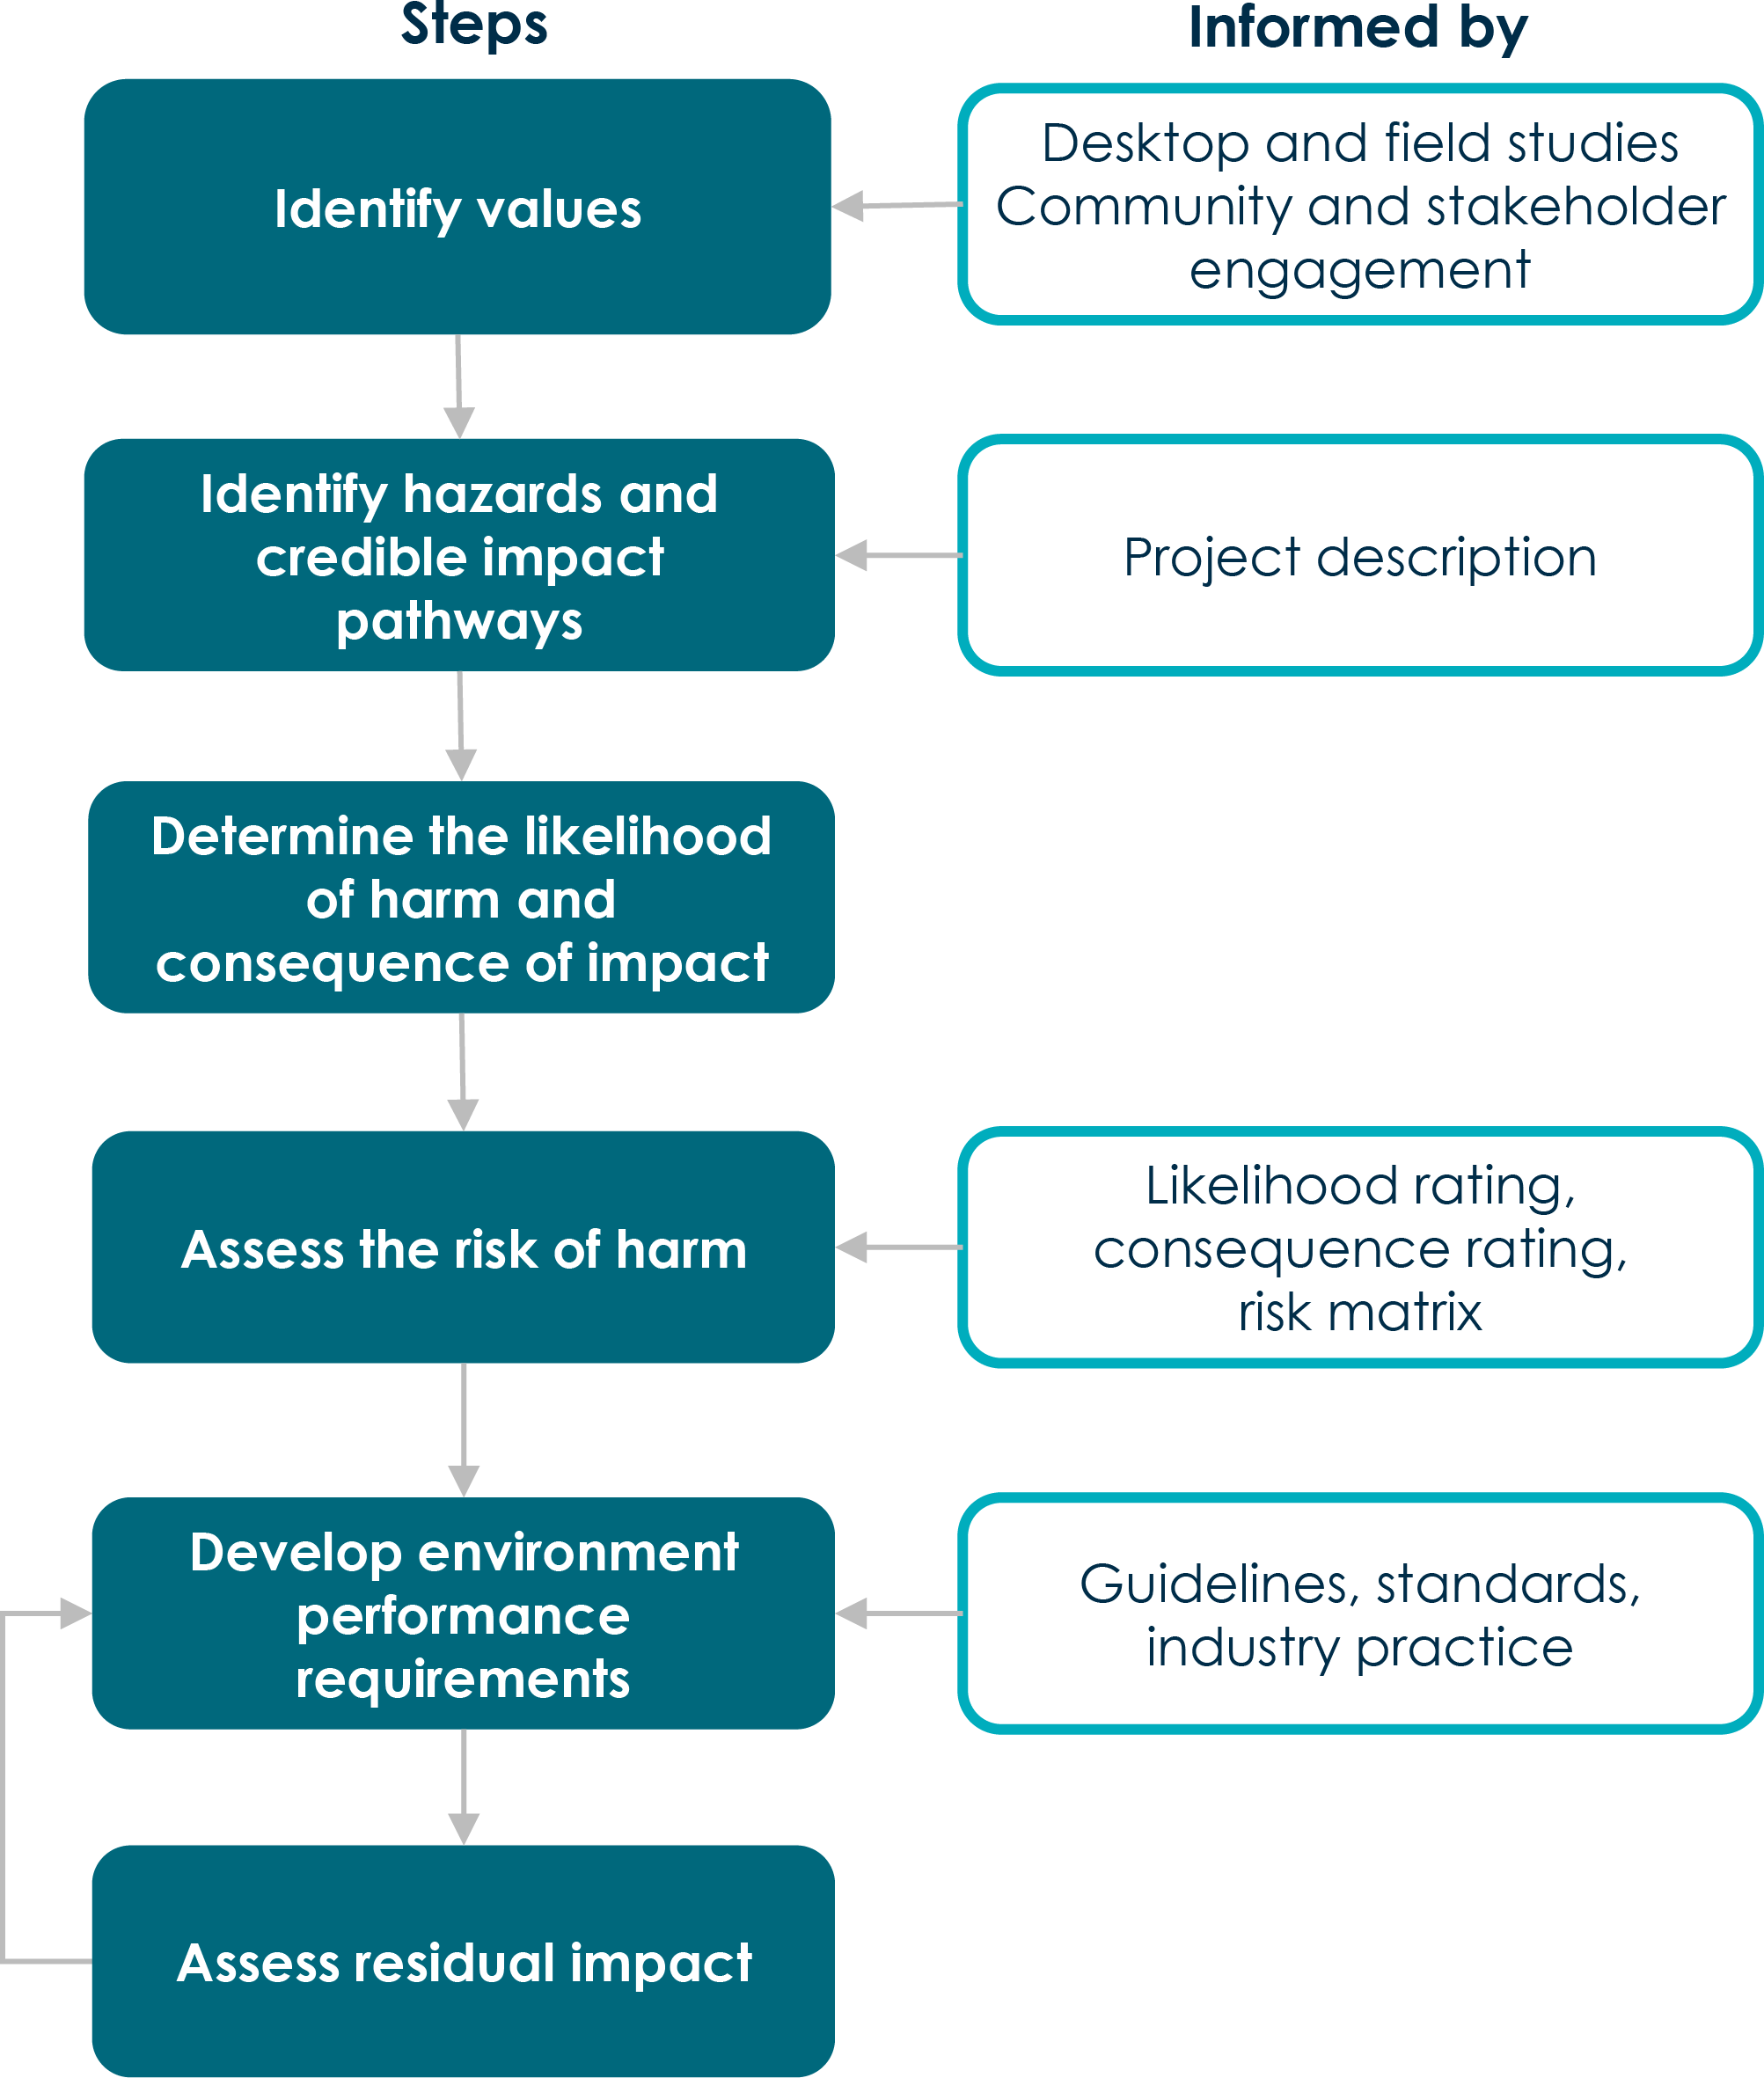 Steps
Informed by
Identify values
Desktop and field studies
Community and stakeholder
engagement
Identify hazards and
credible impact
pathways
Project description
Determine the likelihood
of harm and
consequence of impact
Assess the risk of harm
Likelihood rating,
consequence rating,
risk matrix
Develop environment
performance
requirements
Guidelines, standards,
industry practice
Assess residual impact